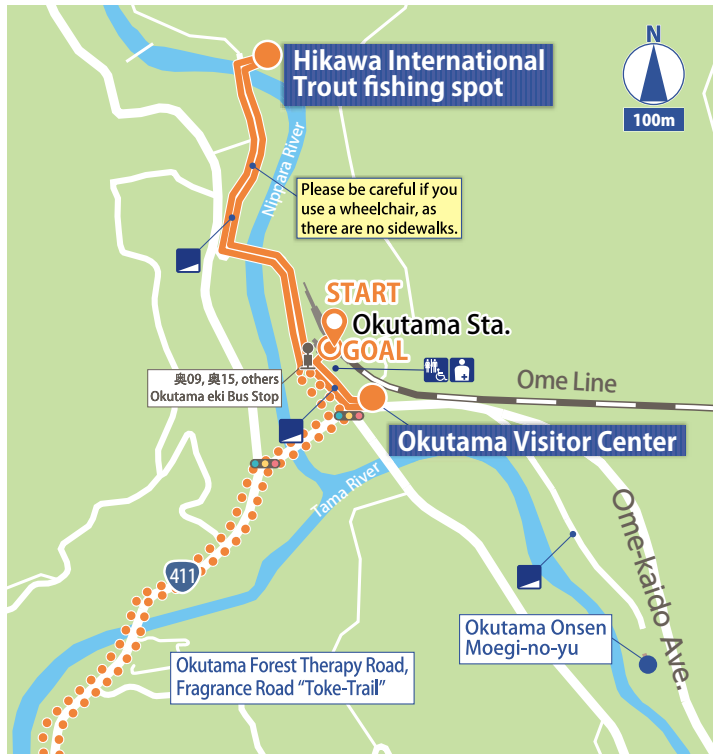 Hikawa International
Trout fishing spot
N
100m
Nippara River
Please be careful if you
use a wheelchair, as
there are no sidewalks.
START
Okutama Sta.
GOAL
奥09, 奥15, others
Okutama eki Bus Stop
Ome Line
Okutama Visitor Center
Tama River
Ome-kaido Ave.
411
Okutama Onsen
Moegi-no-yu
Okutama Forest Therapy Road,
Fragrance Road “Toke-Trail”